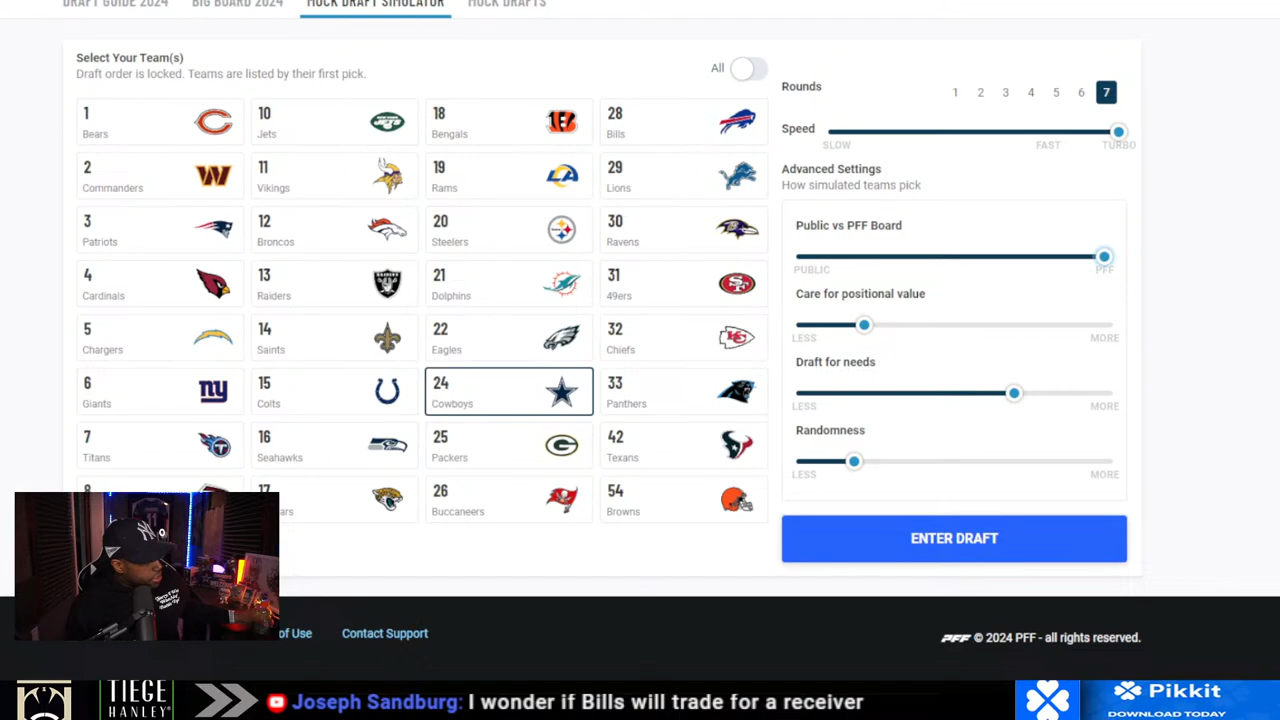 DRAFT GUIDE 2024 BIG BOARD 2024 MOCK DRAFT SIMULATOR MOCK DRAFTS
Select Your Team(s)
Draft order is locked. Teams are listed by their first pick.
All
1 Bears
10 Jets
18 Bengals
28 Bills
2 Commanders
11 Vikings
19 Rams
29 Lions
3 Patriots
12 Broncos
20 Steelers
30 Ravens
4 Cardinals
13 Raiders
21 Dolphins
31 49ers
5 Chargers
14 Saints
22 Eagles
32 Chiefs
6 Giants
15 Colts
24 Cowboys
33 Panthers
7 Titans
16 Seahawks
25 Packers
42 Texans
26 Buccaneers
54 Browns
Rounds 1 2 3 4 5 6 7
Speed
SLOW FAST TURBO
Advanced Settings
How simulated teams pick
Public vs PFF Board
PUBLIC PFF
Care for positional value
LESS MORE
Draft for needs
LESS MORE
Randomness
LESS MORE
ENTER DRAFT
of Use Contact Support
PFF © 2024 PFF - all rights reserved.
TIEGE
HANLEY
Joseph Sandburg: I wonder if Bills will trade for a receiver
Pikkit
DOWNLOAD TODAY